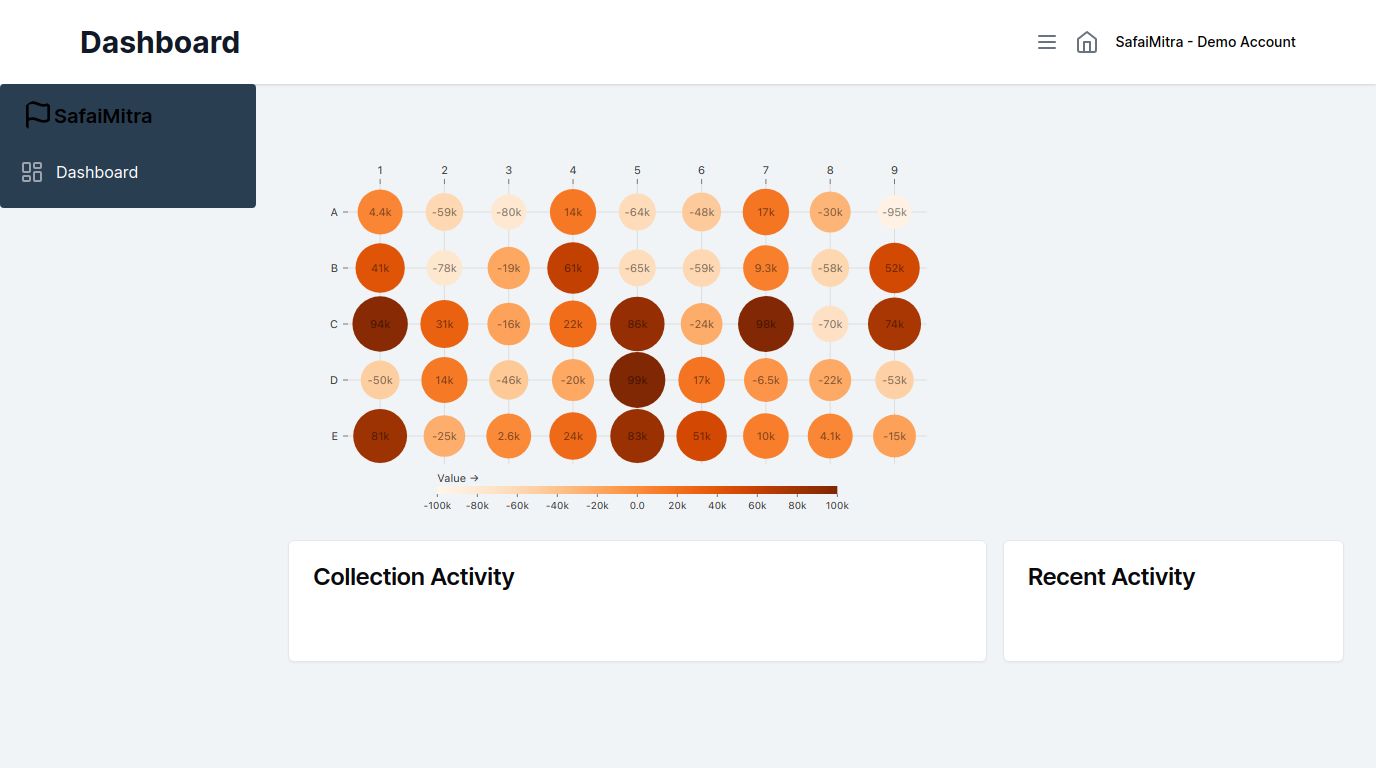 Dashboard
SafaiMitra - Demo Account
SafaiMitra
Dashboard
1 2 3 4 5 6 7 8 9
A 4.4k -59k -80k 14k -64k -48k 17k -30k -95k
B 41k -78k -19k 61k -65k -59k 9.3k -58k 52k
C 94k 31k -16k 22k 86k -24k 98k -70k 74k
D -50k 14k -46k -20k 99k 17k -6.5k -22k -53k
E 81k -25k 2.6k 24k 83k 51k 10k 4.1k -15k
Value →
-100k -80k -60k -40k -20k 0.0 20k 40k 60k 80k 100k
Collection Activity
Recent Activity